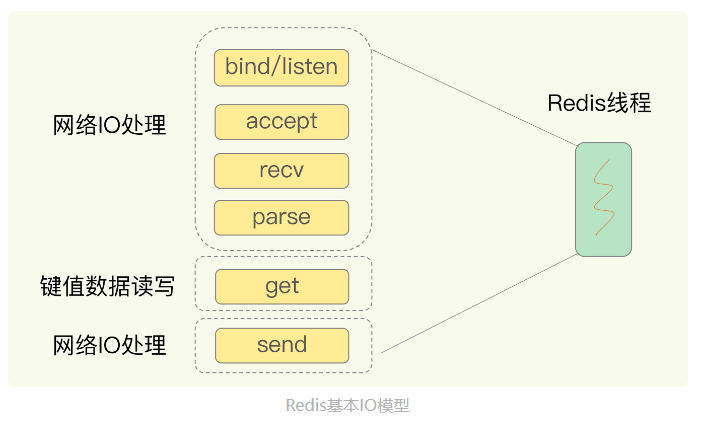 bind/listen
Redis线程
网络IO处理
accept
recv
parse
键值数据读写
get
网络IO处理
send
Redis基本IO模型